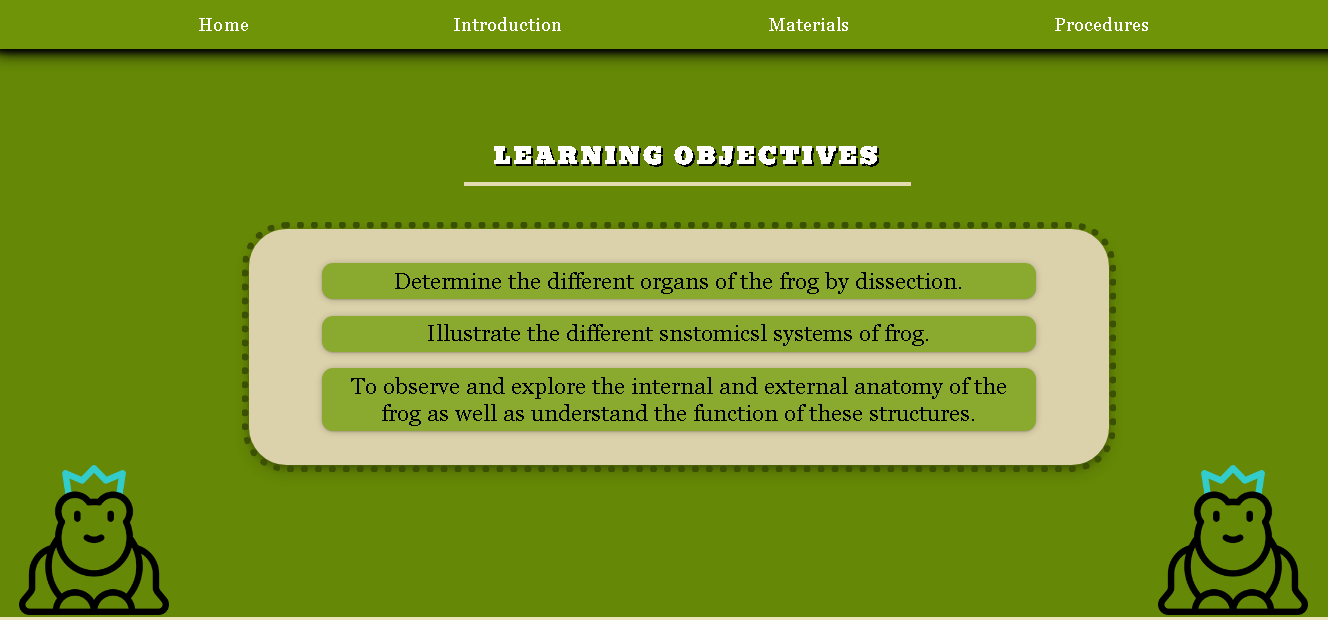 Home
Introduction
Materials
Procedures
LEARNING OBJECTIVES
Determine the different organs of the frog by dissection.
Illustrate the different snstomicsl systems of frog.
To observe and explore the internal and external anatomy of the
frog as well as understand the function of these structures.